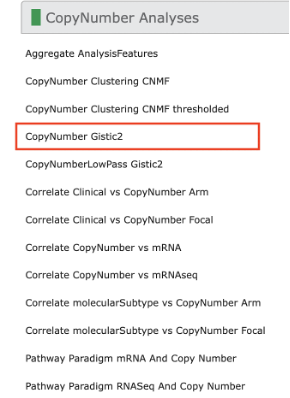 CopyNumber Analyses
Aggregate AnalysisFeatures
CopyNumber Clustering CNMF
CopyNumber Clustering CNMF thresholded
CopyNumber Gistic2
CopyNumberLowPass Gistic2
Correlate Clinical vs CopyNumber Arm
Correlate Clinical vs CopyNumber Focal
Correlate CopyNumber vs mRNA
Correlate CopyNumber vs mRNAseq
Correlate molecularSubtype vs CopyNumber Arm
Correlate molecularSubtype vs CopyNumber Focal
Pathway Paradigm mRNA And Copy Number
Pathway Paradigm RNASeq And Copy Number